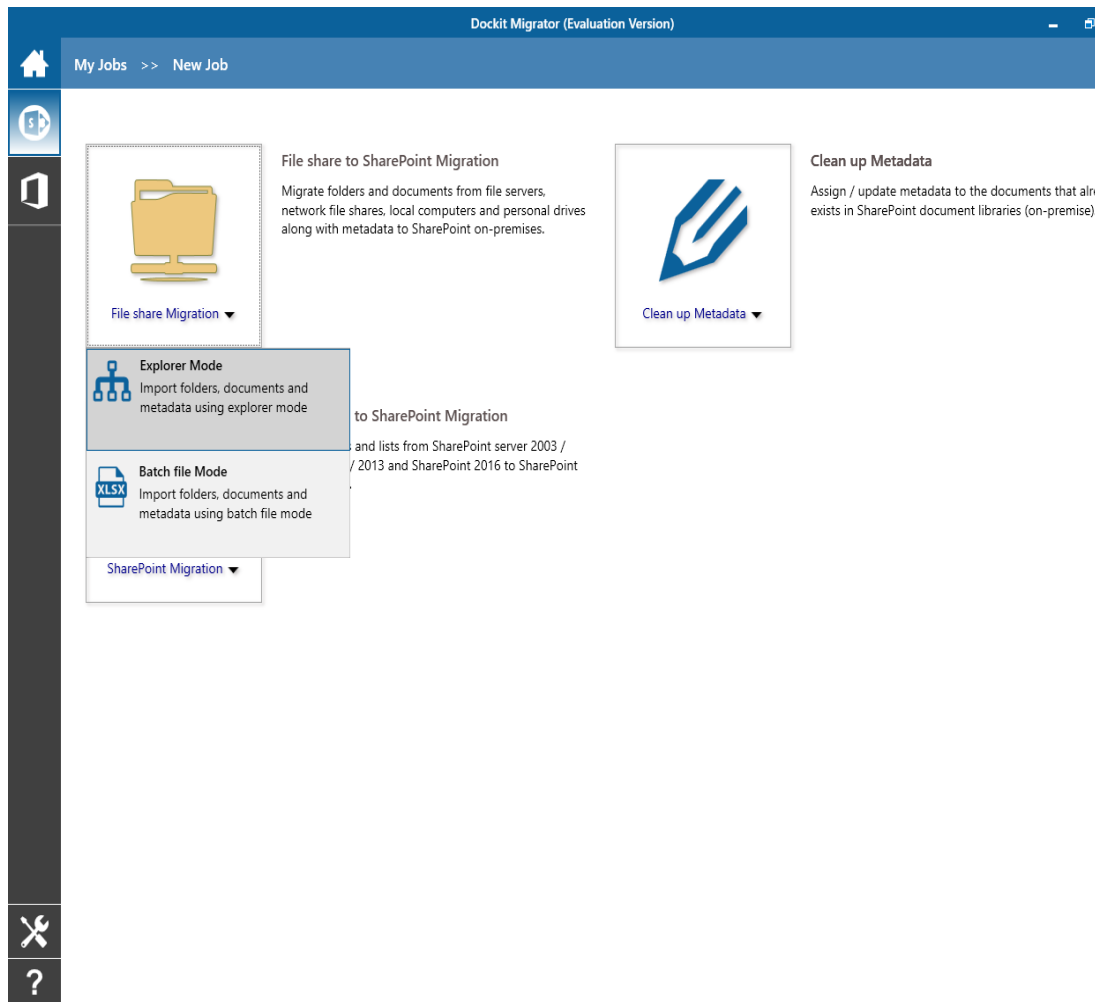 Dockit Migrator (Evaluation Version)
My Jobs >> New Job
File share to SharePoint Migration
Migrate folders and documents from file servers,
network file shares, local computers and personal drives
along with metadata to SharePoint on-premises.
File share Migration
Clean up Metadata
Assign / update metadata to the documents that
exists in SharePoint document libraries (on-premise)
Clean up Metadata
Explorer Mode
Import folders, documents and
metadata using explorer mode
Batch file Mode
XLSX
Import folders, documents and
metadata using batch file mode
to SharePoint Migration
and lists from SharePoint server 2003 /
/ 2013 and SharePoint 2016 to SharePoint
SharePoint Migration
S
?